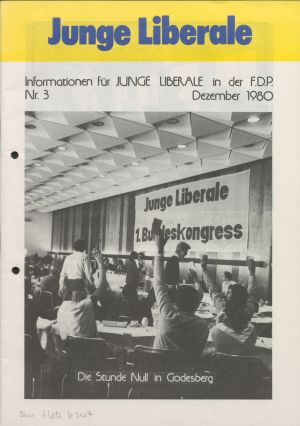 Junge Liberale
Informationen für JUNGE LIBERALE in der F.D.P.
Nr. 3 Dezember 1980
Junge Liberale
1. Bundeskongress
Die Stunde Null in Godesberg